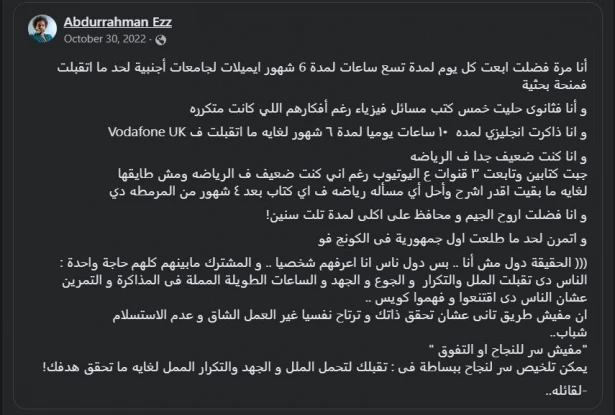 Abdurrahman Ezz
October 30, 2022 ·
أنا مرة فضلت ابعت كل يوم لمدة تسع ساعات لمدة 6 شهور ايميلات لجامعات أجنبية لحد ما اتقبلت
فمنحة بحثية
و أنا فثانوى حليت خمس كتب مسائل فيزياء رغم أفكارهم اللي كانت متكرره
و انا ذاكرت انجليزي لمده ١٠ ساعات يوميا لمدة ٦ شهور لغايه ما اتقبلت ف Vodafone UK
و انا كنت ضعيف جدا ف الرياضه
جبت كتابين وتابعت ٣ قنوات ع اليوتيوب رغم اني كنت ضعيف ف الرياضه ومش طايقها
لغايه ما بقيت اقدر اشرح وأحل أي مسأله رياضه ف اي كتاب بعد ٤ شهور من المرمطه دي
و انا فضلت اروح الجيم و محافظ على اكلى لمدة تلت سنين!
و اتمرن لحد ما طلعت اول جمهورية فى الكونج فو
((( الحقيقة دول مش أنا .. بس دول ناس انا اعرفهم شخصيا .. و المشترك مابينهم كلهم حاجة واحدة :
الناس دى تقبلت الملل والتكرار و الجوع و الجهد و الساعات الطويلة المملة فى المذاكرة و التمرين
عشان الناس دى اقتنعوا و فهموا كويس ..
ان مفيش طريق تانى عشان تحقق ذاتك و ترتاح نفسيا غير العمل الشاق و عدم الاستسلام
شباب..
"مفيش سر للنجاح او التفوق "
يمكن تلخيص سر لنجاح ببساطة فى : تقبلك لتحمل الملل و الجهد والتكرار الممل لغايه ما تحقق هدفك!
-لقائله..